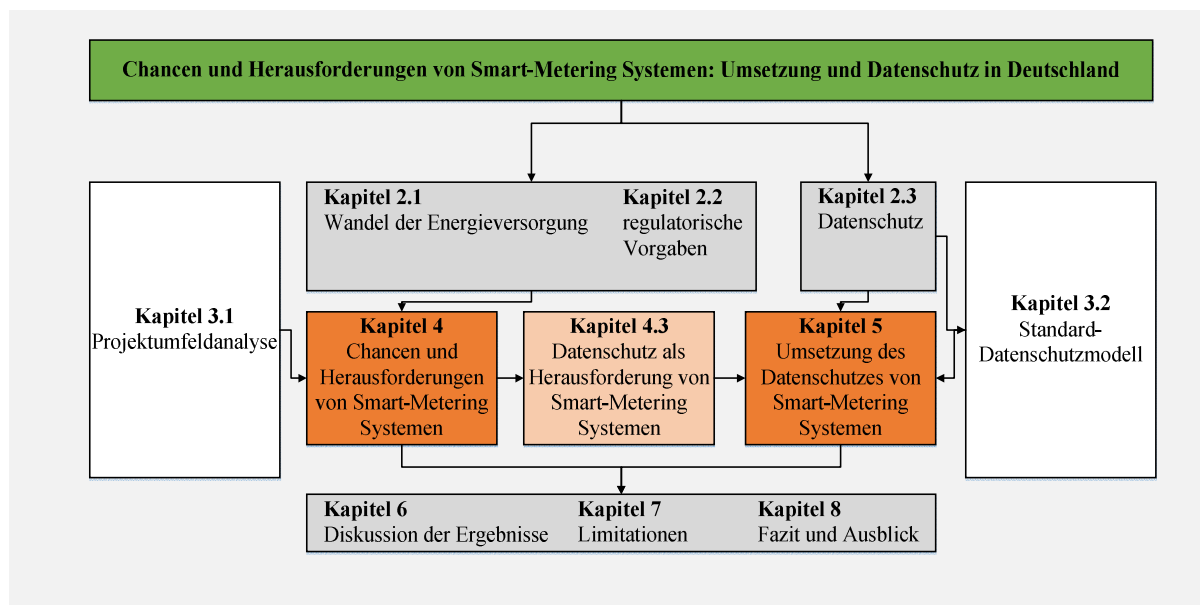 Chancen und Herausforderungen von Smart-Metering Systemen: Umsetzung und Datenschutz in Deutschland
Kapitel 2.1
Wandel der Energieversorgung
Kapitel 2.2
regulatorische
Vorgaben
Kapitel 2.3
Datenschutz
Kapitel 3.1
Projektumfeldanalyse
Kapitel 4
Chancen und
Herausforderungen
von Smart-Metering
Systemen
Kapitel 4.3
Datenschutz als
Herausforderung von
Smart-Metering
Systemen
Kapitel 5
Umsetzung des
Datenschutzes von
Smart-Metering
Systemen
Kapitel 3.2
Standard-
Datenschutzmodell
Kapitel 6
Diskussion der Ergebnisse
Kapitel 7
Limitationen
Kapitel 8
Fazit und Ausblick